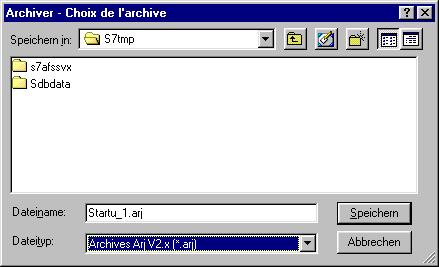 Archiver - Choix de l'archive
Speichern in:
S7tmp
s7afssvx
Sdbdata
Dateiname:
Startu_1.arj
Speichern
Dateityp:
Archives Arj V2.x (*.arj)
Abbrechen